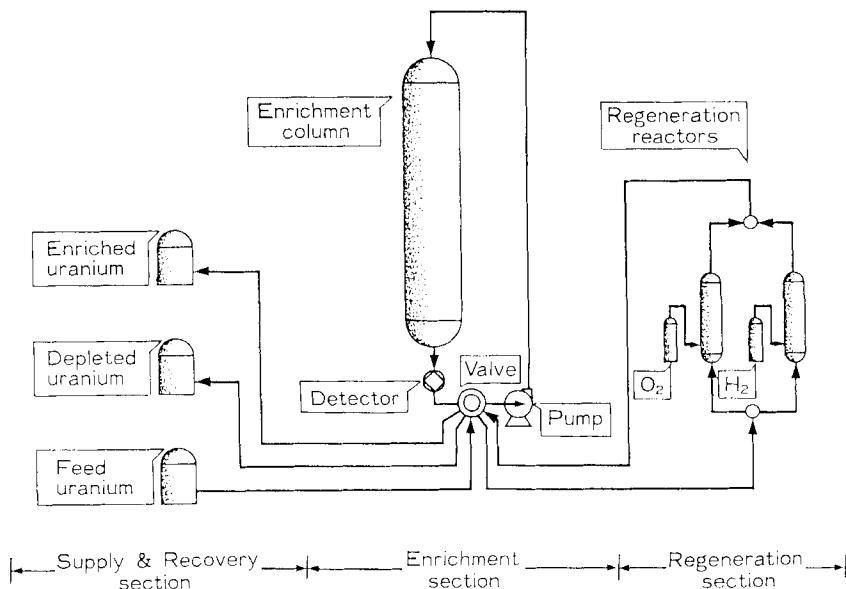 Enrichment
column
Regeneration
reactors
Enriched
uranium
Depleted
uranium
Valve
Detector
O₂
H₂
Pump
Feed
uranium
Supply & Recovery
section
Enrichment
section
Regeneration
section